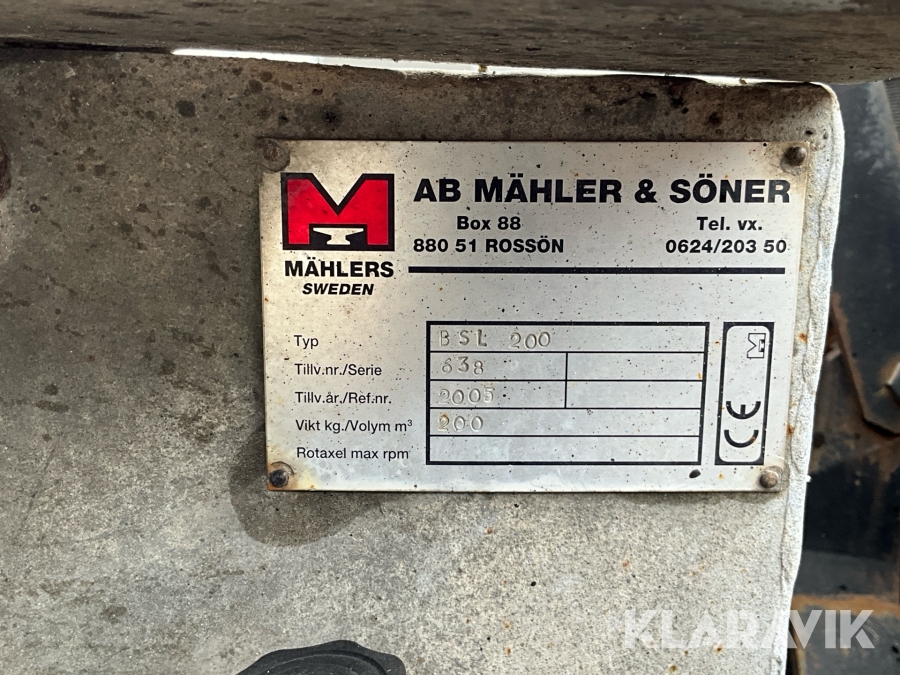 AB MÄHLER & SÖNER
Box 88 Tel. vx.
880 51 ROSSÖN 0624/203 50
MÄHLERS
SWEDEN
Typ BSL 200
Tillv.nr./Serie 638
Tillv.år./Ref.nr. 2005
Vikt kg./Volym m³ 200
Rotaxel max rpm
CE
KLARAVIK